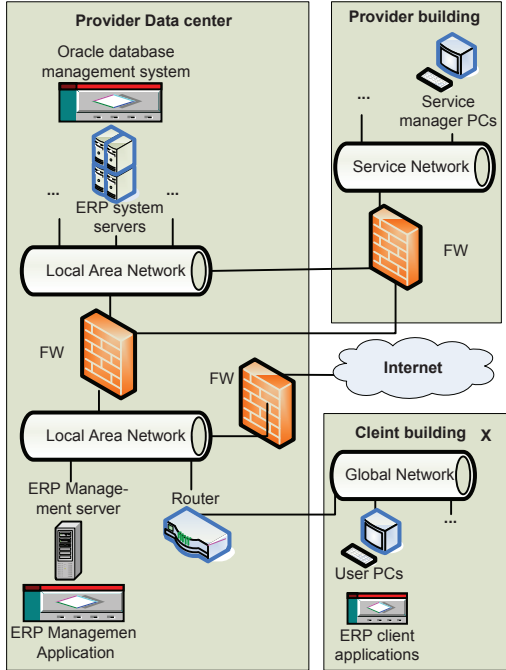 Provider Data center
Oracle database
management system
...
...
ERP system
servers
Local Area Network
FW
FW
Local Area Network
ERP Manage-
ment server
Router
ERP Managemen
Application
Provider building
...
Service
manager PCs
Service Network
FW
Internet
Cleint building X
Global Network
...
User PCs
ERP client
applications